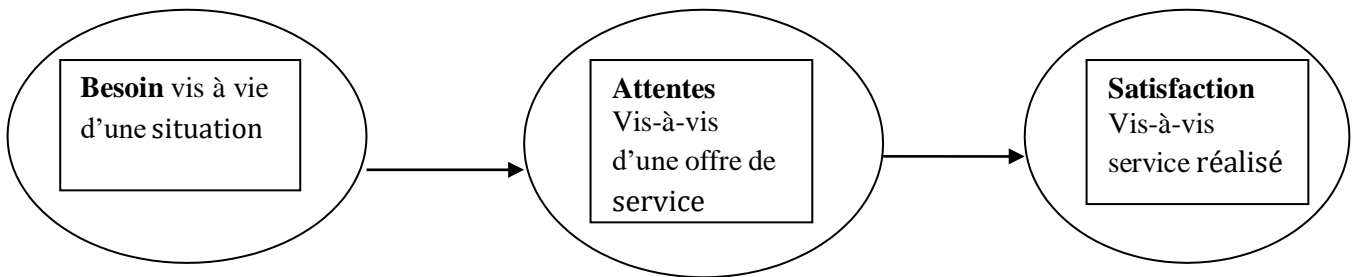 Besoin vis à vie
d’une situation
Attentes
Vis-à-vis
d’une offre de
service
Satisfaction
Vis-à-vis
service réalisé